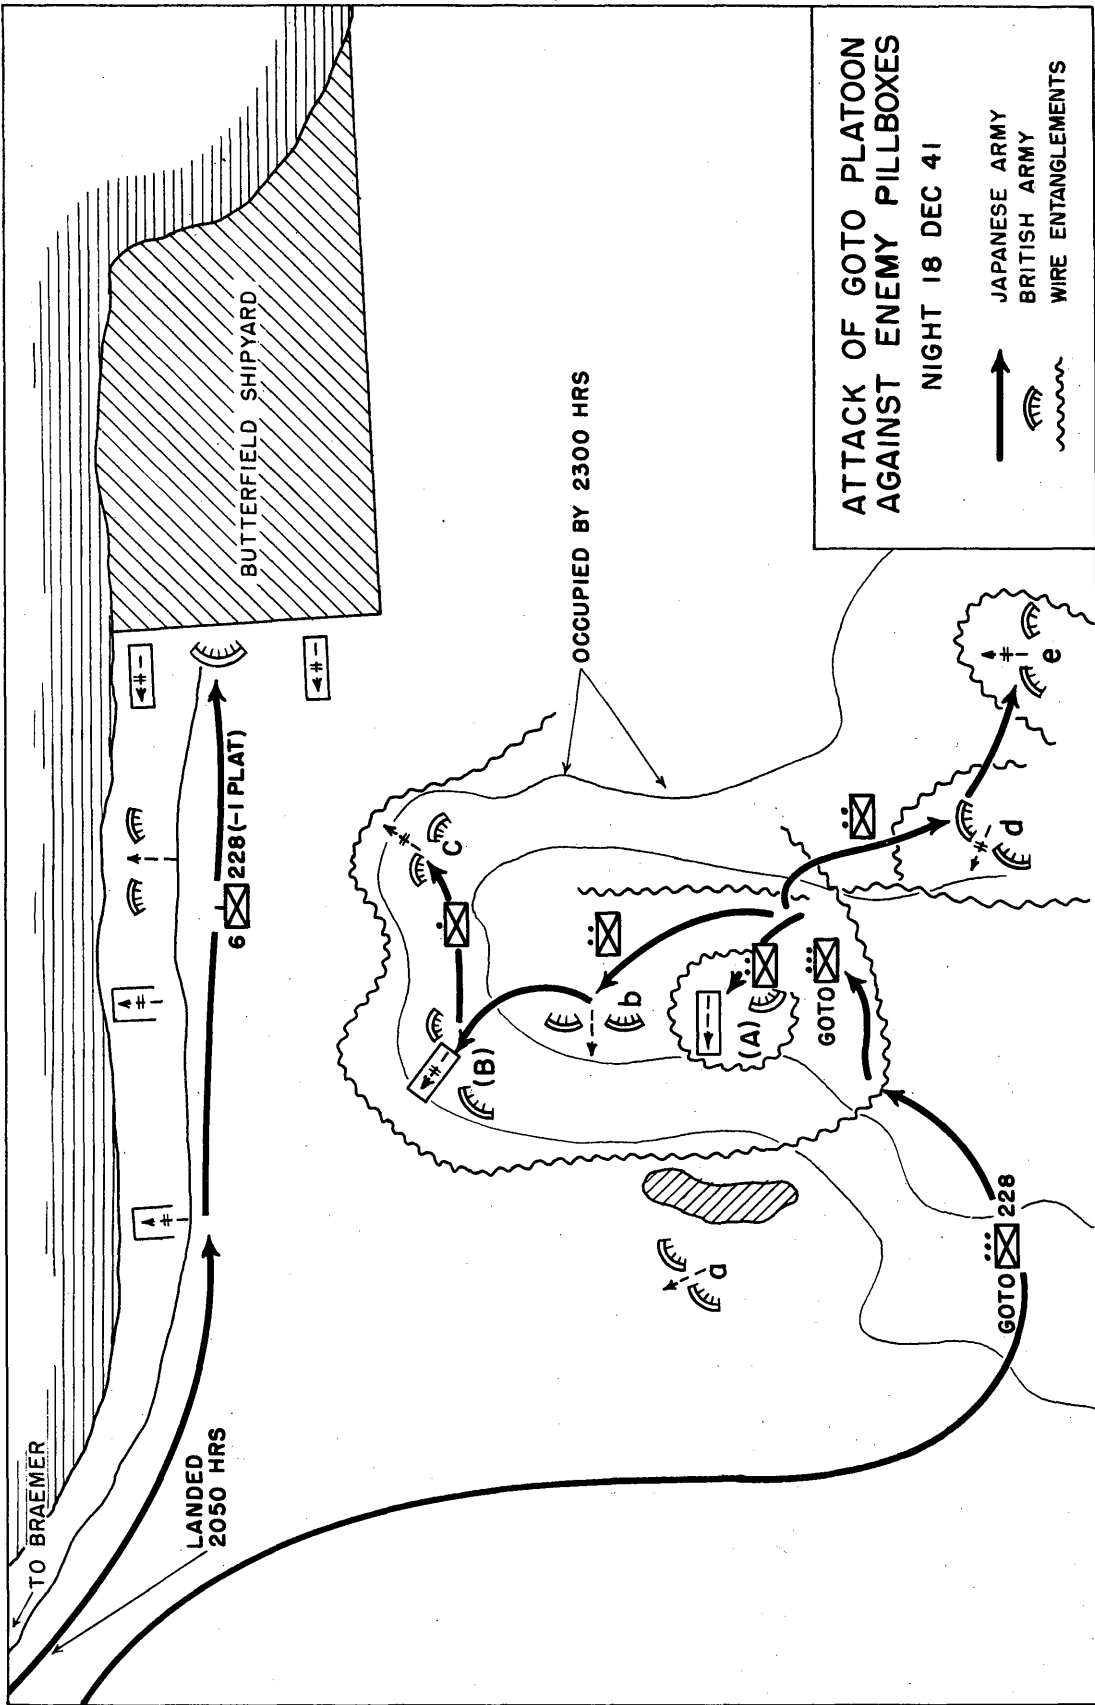 TO BRAEMER
LANDED
2050 HRS
6 228 (-1 PLAT)
BUTTERFIELD SHIPYARD
OCCUPIED BY 2300 HRS
C
(B)
b
(A)
GOTO
a
GOTO 228
d
e
ATTACK OF GOTO PLATOON
AGAINST ENEMY PILLBOXES
NIGHT 18 DEC 41
JAPANESE ARMY
BRITISH ARMY
WIRE ENTANGLEMENTS